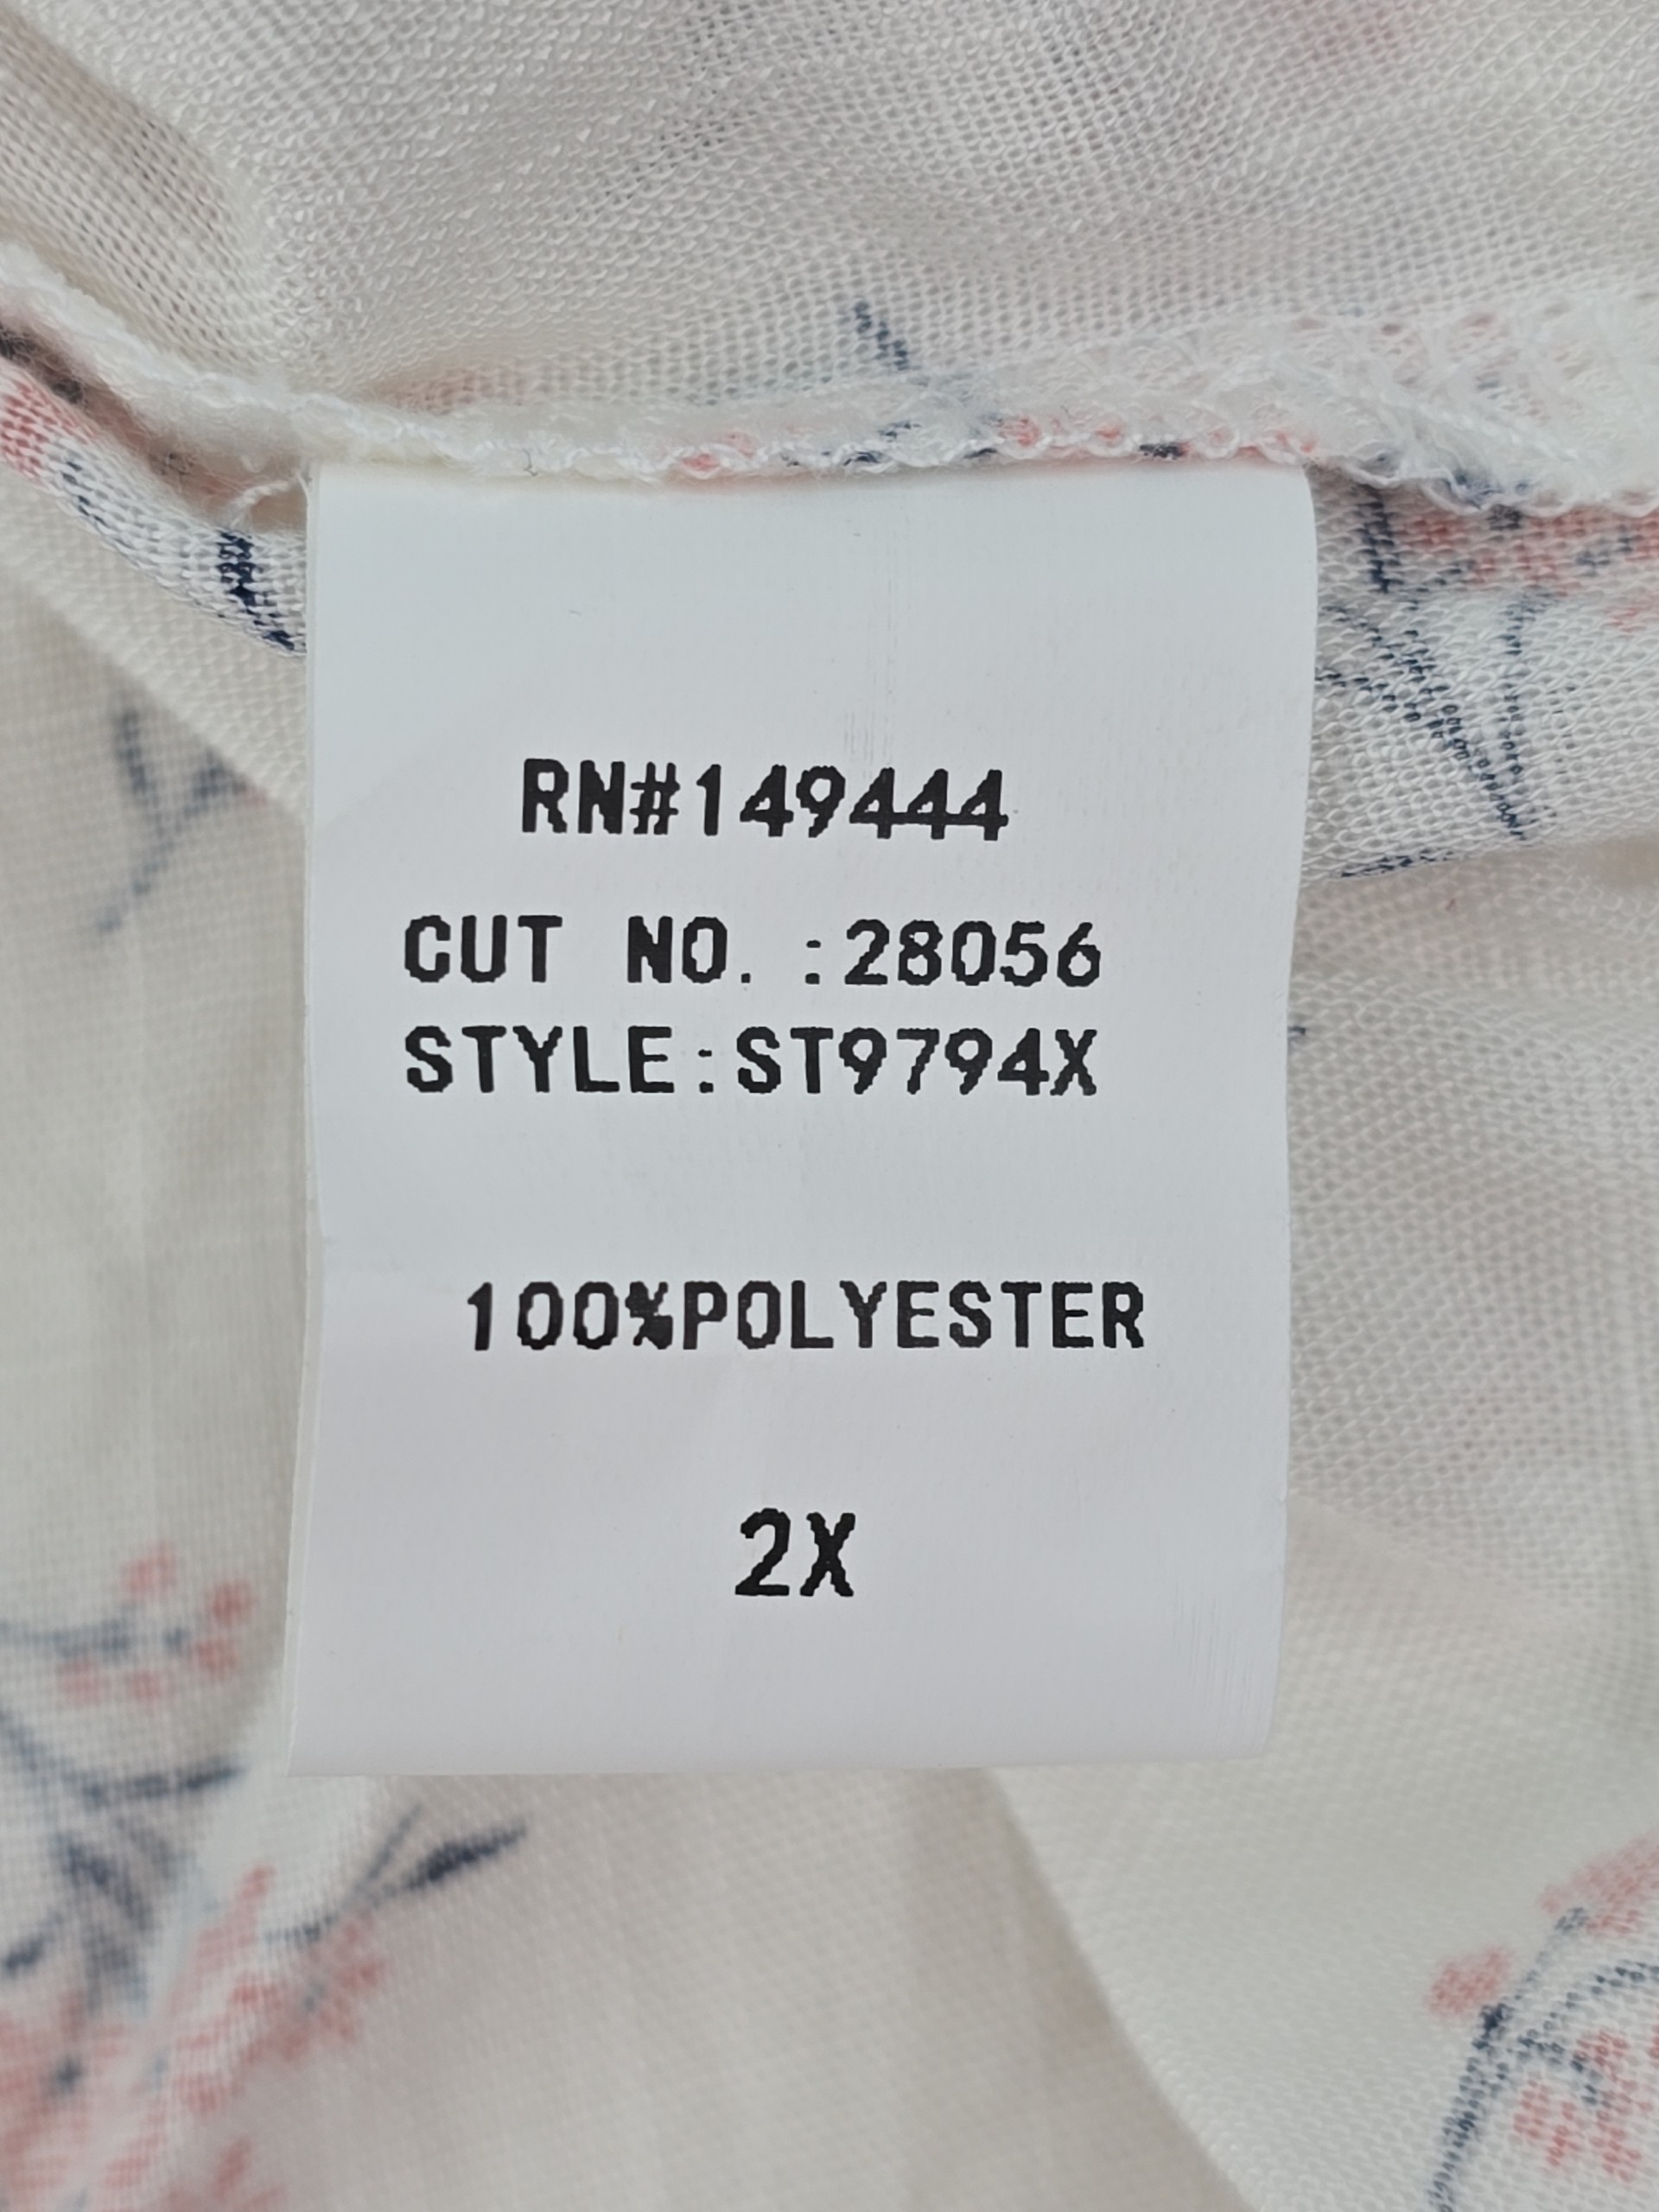 RN#149444
CUT NO. :28056
STYLE:ST9794X
100%POLYESTER
2X